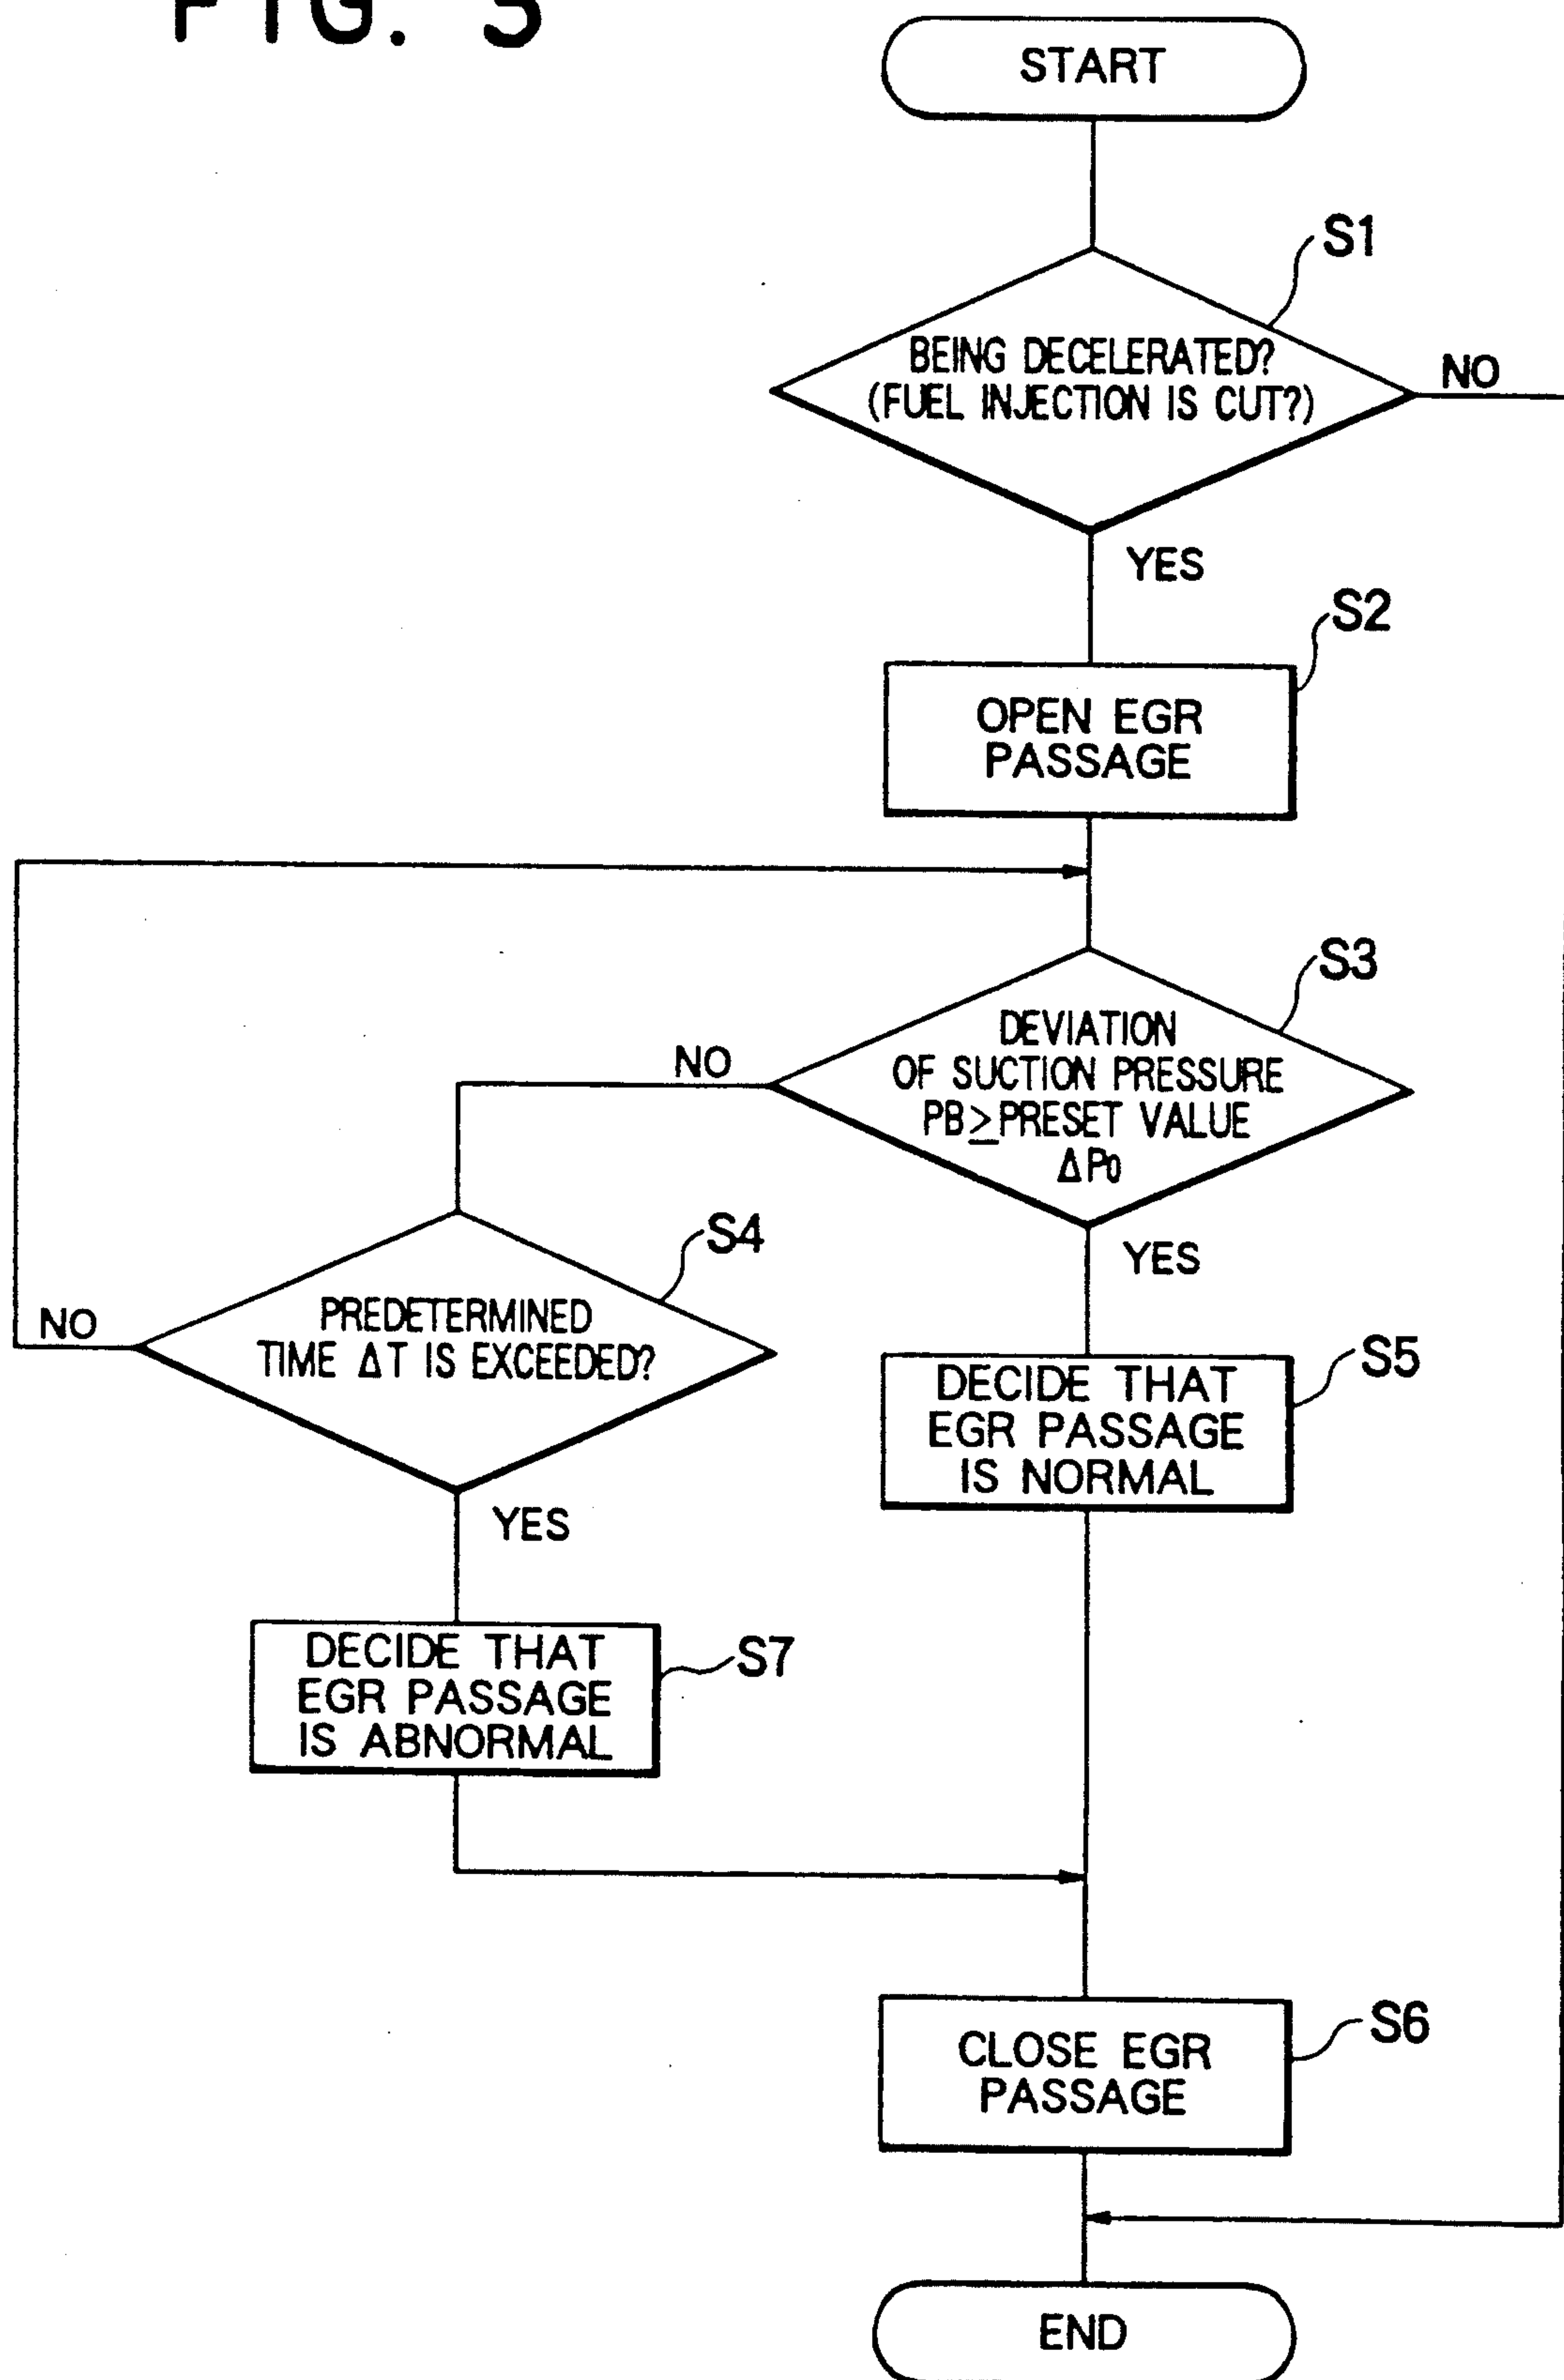 FIG. 3
START
S1
BEING DECELERATED?
(FUEL INJECTION IS CUT?)
NO
YES
S2
OPEN EGR
PASSAGE
S3
DEVIATION
OF SUCTION PRESSURE
PB≥PRESET VALUE
ΔP0
NO
YES
S4
PREDETERMINED
TIME ΔT IS EXCEEDED?
NO
YES
S5
DECIDE THAT
EGR PASSAGE
IS NORMAL
S7
DECIDE THAT
EGR PASSAGE
IS ABNORMAL
S6
CLOSE EGR
PASSAGE
END